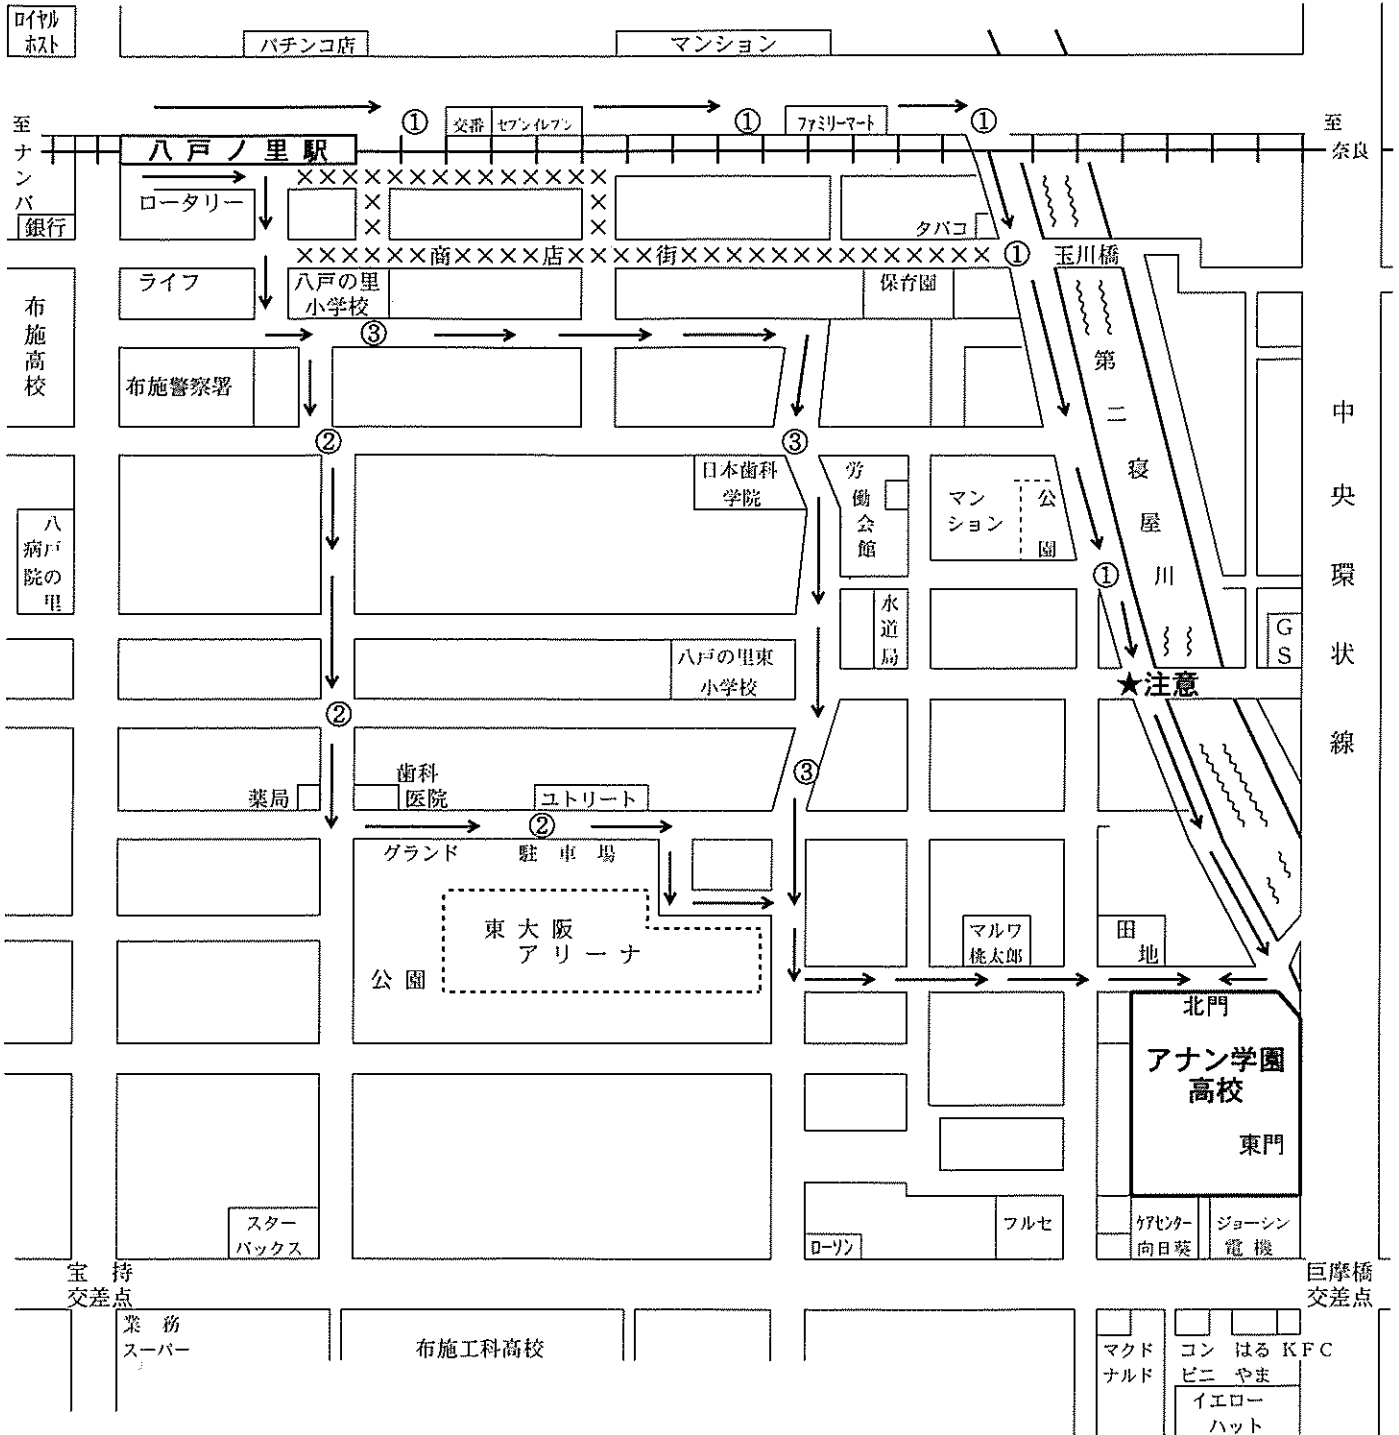 ロイヤル
ホスト
パチンコ店
マンション
①
交番
セブンイレブン
①
ファミリーマート
①
至
ナ
ン
バ
八戸ノ里駅
至
奈良
ロータリー
銀行
タバコ
商店街
①
玉川橋
ライフ
八戸の里
小学校
保育園
布
施
高
校
③
布施警察署
第
二
寝
屋
川
中
央
環
状
線
②
③
日本歯科
学院
労
働
会
館
マン
ション
公
園
八戸の里
病院
①
水
道
局
G
S
八戸の里東
小学校
★注意
②
③
薬局
歯科
医院
ユトリート
②
グランド
駐車場
東大阪
アリーナ
公園
マルワ
桃太郎
田
地
北門
アナン学園
高校
東門
スター
バックス
ローソン
フルセ
ケアセンター
向日葵
ジョーシン
電機
宝持
交差点
巨摩橋
交差点
業務
スーパー
布施工科高校
マクド
ナルド
コン
ビニ
はる
やま
KFC
イエロー
ハット